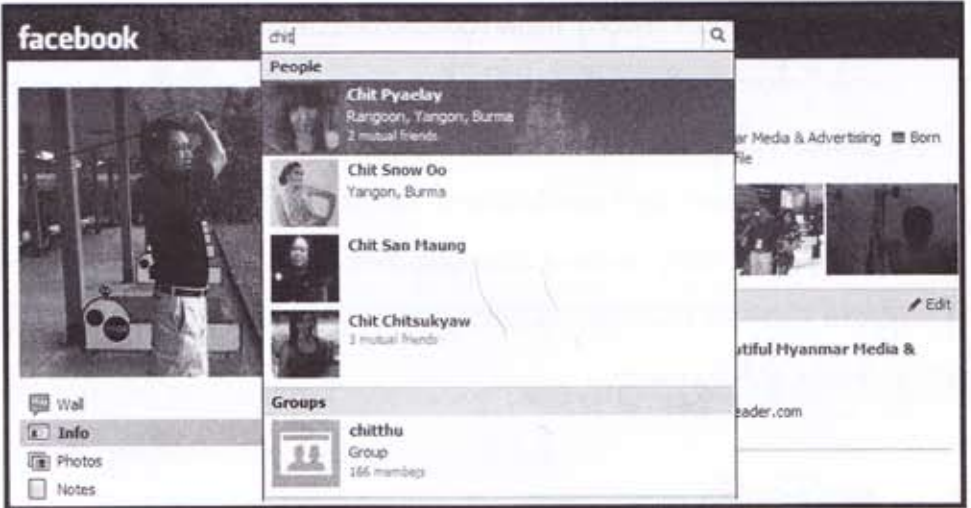 facebook
chit
People
Chit Pyaelay
Rangoon, Yangon, Burma
2 mutual friends
Chit Snow Oo
Yangon, Burma
Chit San Maung
Chit Chitsukyaw
3 mutual friends
Groups
chitthu
Group
166 members
Wall
Info
Photos
Notes
ar Media & Advertising Born
file
Edit
utiful Myanmar Media &
eader.com